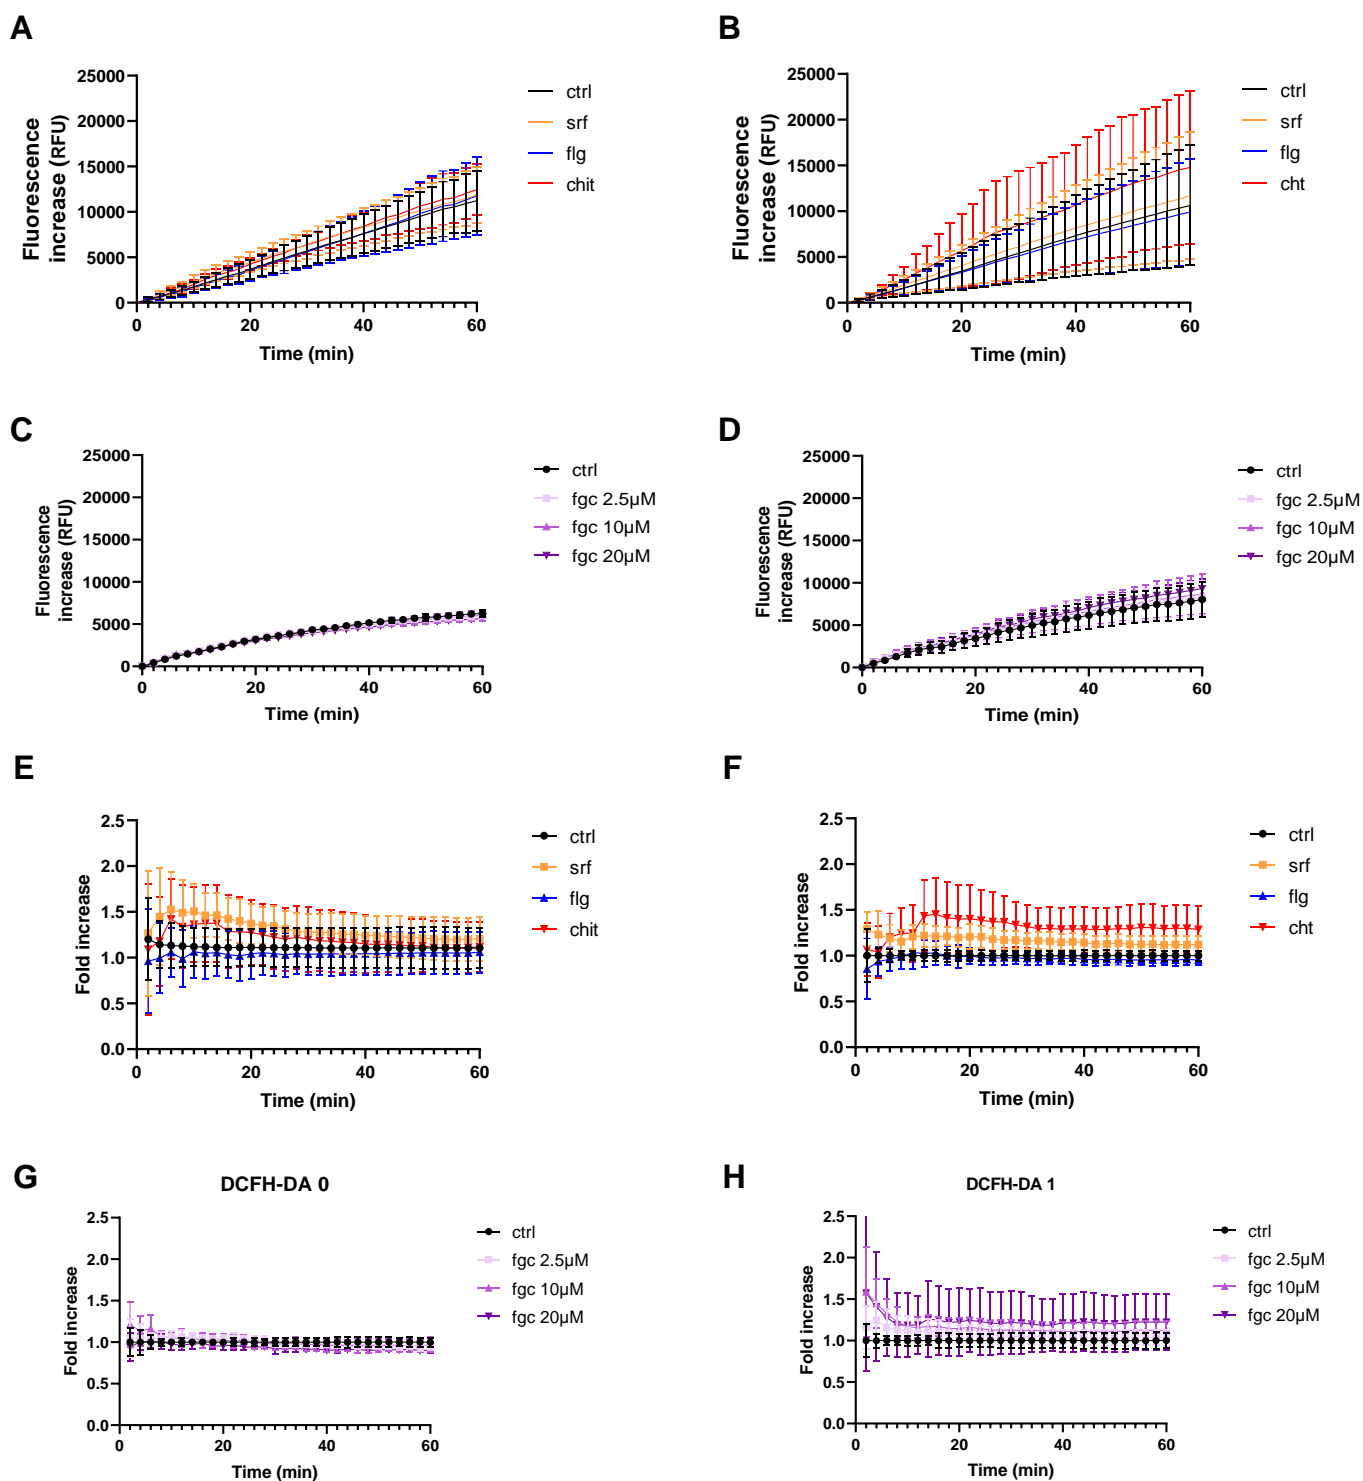 A
Fluorescence
increase (RFU)
25000
20000
15000
10000
5000
0
0 20 40 60
Time (min)
ctrl
srf
flg
chit
B
Fluorescence
increase (RFU)
25000
20000
15000
10000
5000
0
0 20 40 60
Time (min)
ctrl
srf
flg
cht
C
Fluorescence
increase (RFU)
25000
20000
15000
10000
5000
0
0 20 40 60
Time (min)
ctrl
fgc 2.5µM
fgc 10µM
fgc 20µM
D
Fluorescence
increase (RFU)
25000
20000
15000
10000
5000
0
0 20 40 60
Time (min)
ctrl
fgc 2.5µM
fgc 10µM
fgc 20µM
E
Fold increase
2.5
2.0
1.5
1.0
0.5
0.0
0 20 40 60
Time (min)
ctrl
srf
flg
chit
F
Fold increase
2.5
2.0
1.5
1.0
0.5
0.0
0 20 40 60
Time (min)
ctrl
srf
flg
cht
G
DCFH-DA 0
Fold increase
2.5
2.0
1.5
1.0
0.5
0.0
0 20 40 60
Time (min)
ctrl
fgc 2.5µM
fgc 10µM
fgc 20µM
H
DCFH-DA 1
Fold increase
2.5
2.0
1.5
1.0
0.5
0.0
0 20 40 60
Time (min)
ctrl
fgc 2.5µM
fgc 10µM
fgc 20µM